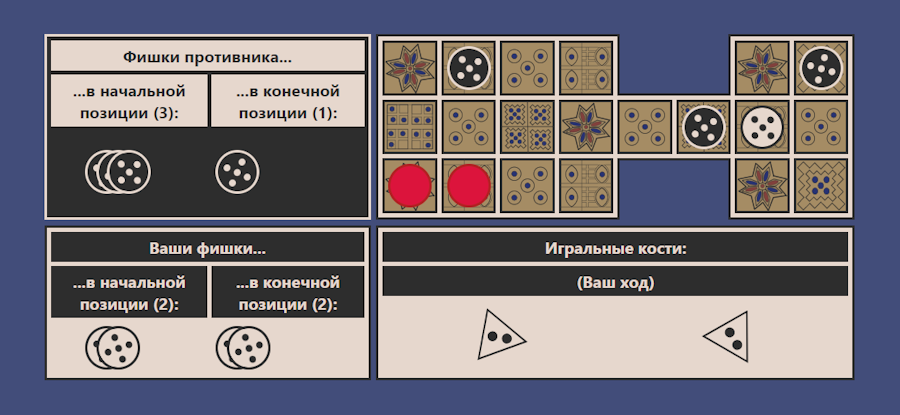 Фишки противника...
...в начальной
позиции (3):
...в конечной
позиции (1):
Ваши фишки...
...в начальной
позиции (2):
...в конечной
позиции (2):
Игральные кости:
(Ваш ход)